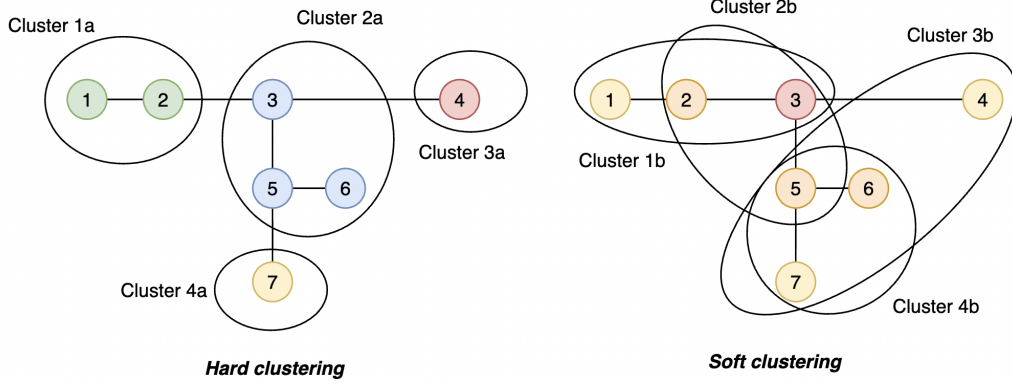 Cluster 1a
Cluster 2a
1
2
3
4
Cluster 3a
5
6
Cluster 4a
7
Hard clustering
Cluster 2b
Cluster 3b
1
2
3
4
Cluster 1b
5
6
7
Cluster 4b
Soft clustering